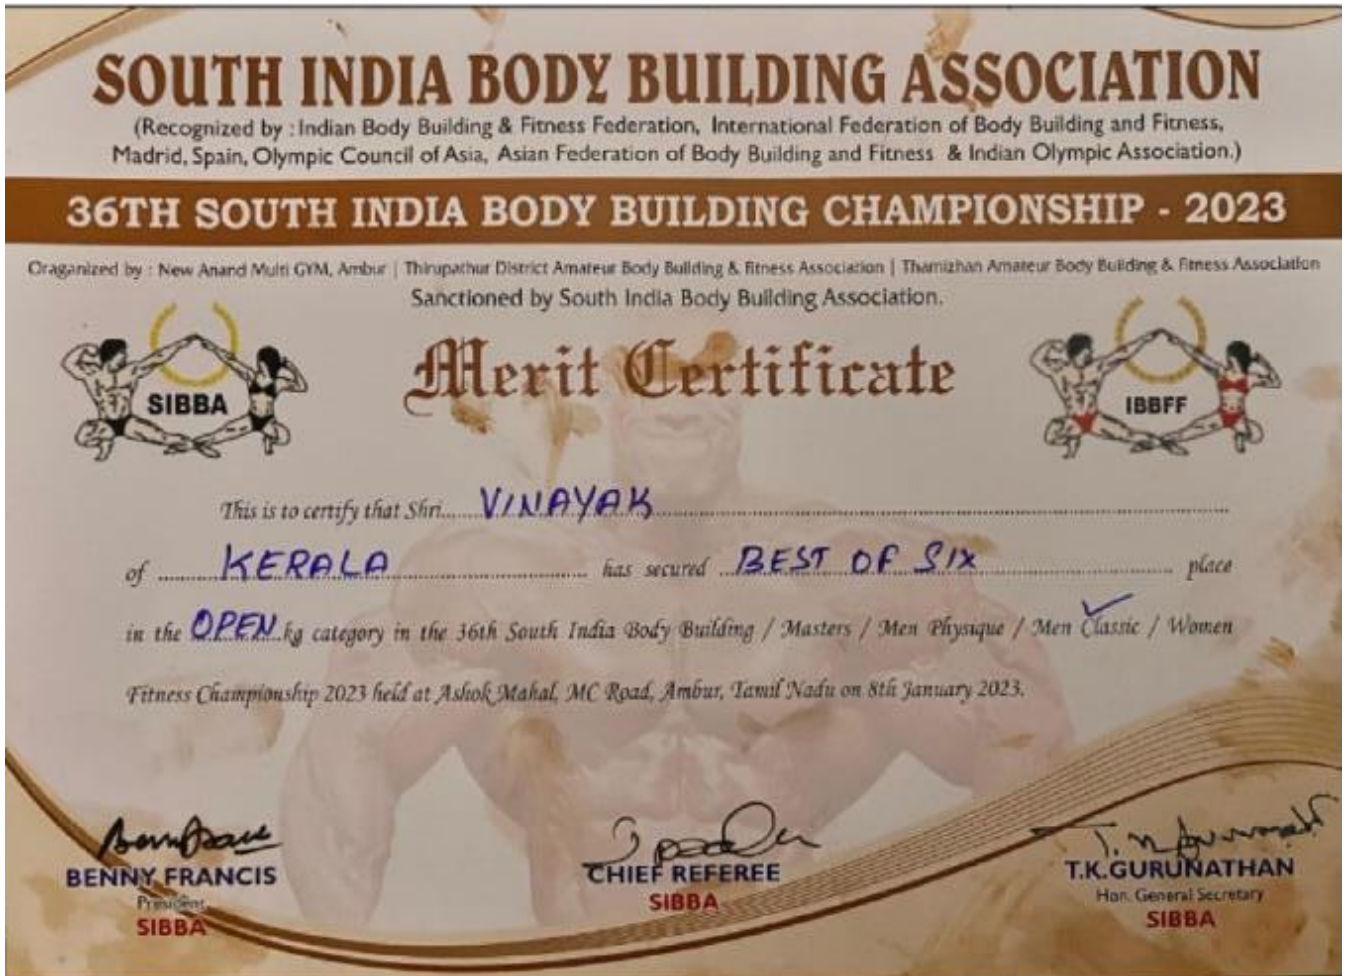 SOUTH INDIA BODY BUILDING ASSOCIATION
(Recognized by : Indian Body Building & Fitness Federation, International Federation of Body Building and Fitness,
Madrid, Spain, Olympic Council of Asia, Asian Federation of Body Building and Fitness & Indian Olympic Association.)
36TH SOUTH INDIA BODY BUILDING CHAMPIONSHIP - 2023
Oraganized by : New Anand Multi GYM, Ambur | Thirupathur District Amateur Body Building & Fitness Association | Thamizhan Amateur Body Building & Fitness Association
Sanctioned by South India Body Building Association.
Merit Certificate
SIBBA
IBBFF
This is to certify that Shri..... VINAYAK
of KERALA has secured BEST OF SIX place
in the OPEN kg category in the 36th South India Body Building / Masters / Men Physique / Men Classic / Women
Fitness Championship 2023 held at Ashok Mahal, MC Road, Ambur, Tamil Nadu on 8th January 2023.
BENNY FRANCIS
President
SIBBA
CHIEF REFEREE
SIBBA
T.K.GURUNATHAN
Hon. General Secretary
SIBBA